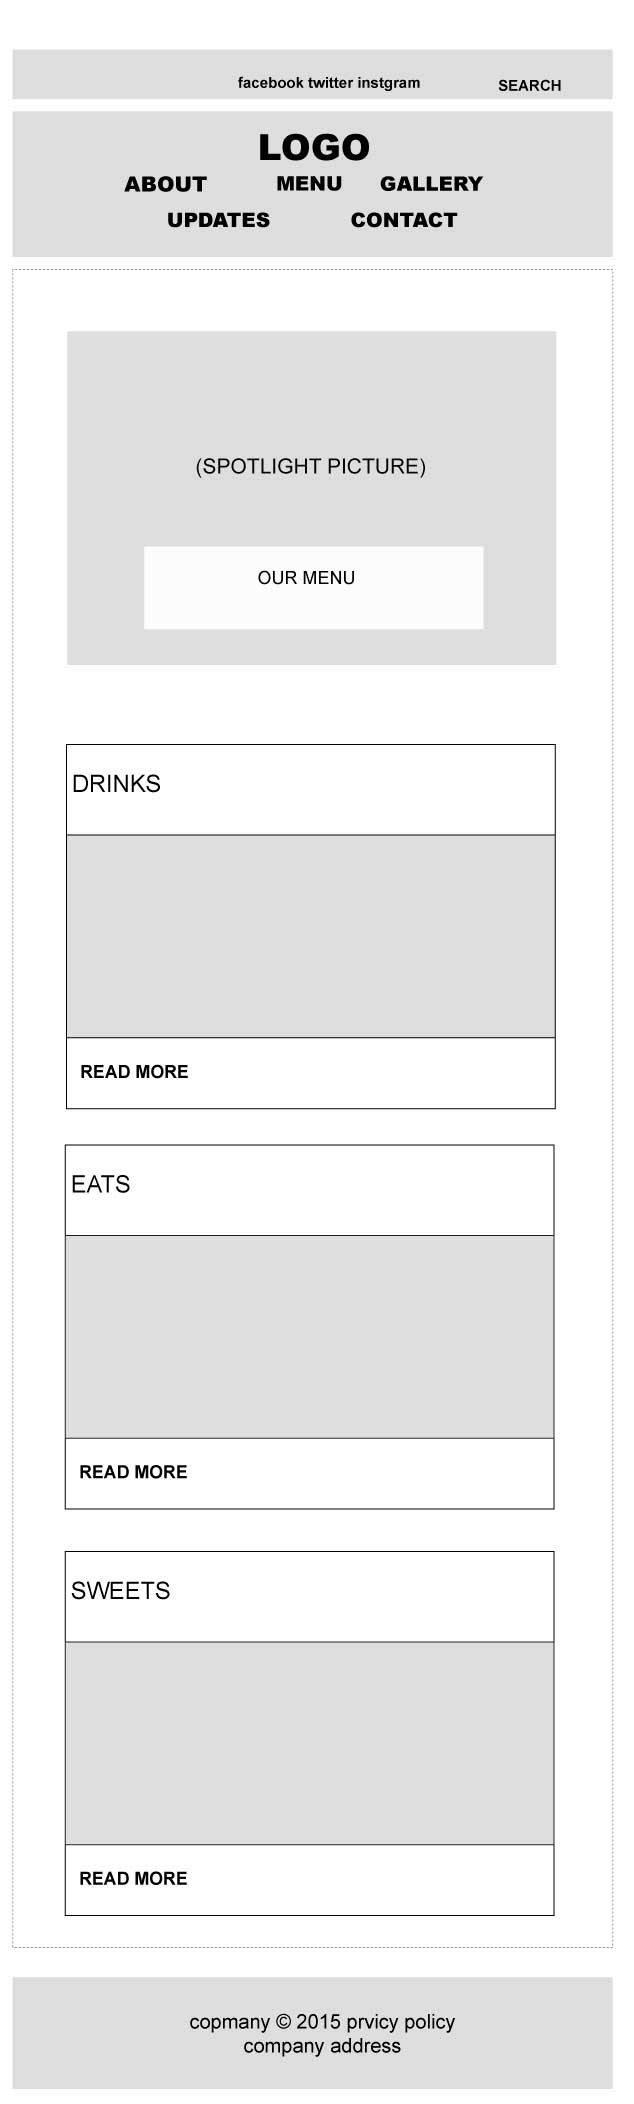 facebook twitter instgram SEARCH
LOGO
ABOUT MENU GALLERY
UPDATES CONTACT
(SPOTLIGHT PICTURE)
OUR MENU
DRINKS
READ MORE
EATS
READ MORE
SWEETS
READ MORE
copmany © 2015 prvicy policy
company address